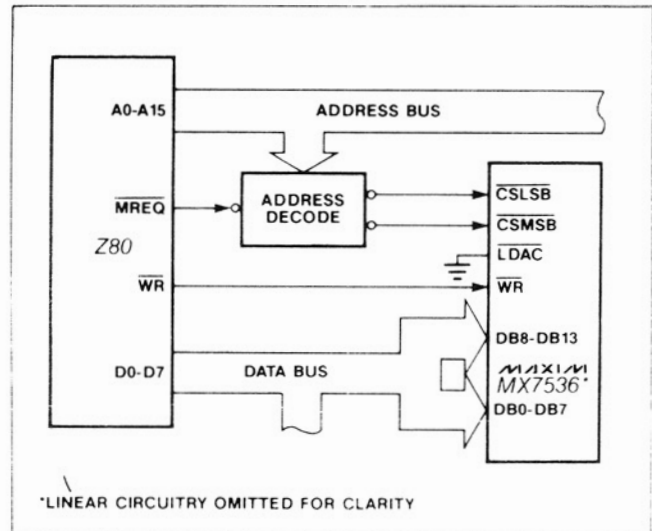 A0-A15
ADDRESS BUS
MREQ
ADDRESS
DECODE
CSLSB
CSMSB
LDAC
Z80
WR
WR
DB8-DB13
D0-D7
DATA BUS
MAXIM
MX7536*
DB0-DB7
*LINEAR CIRCUITRY OMITTED FOR CLARITY